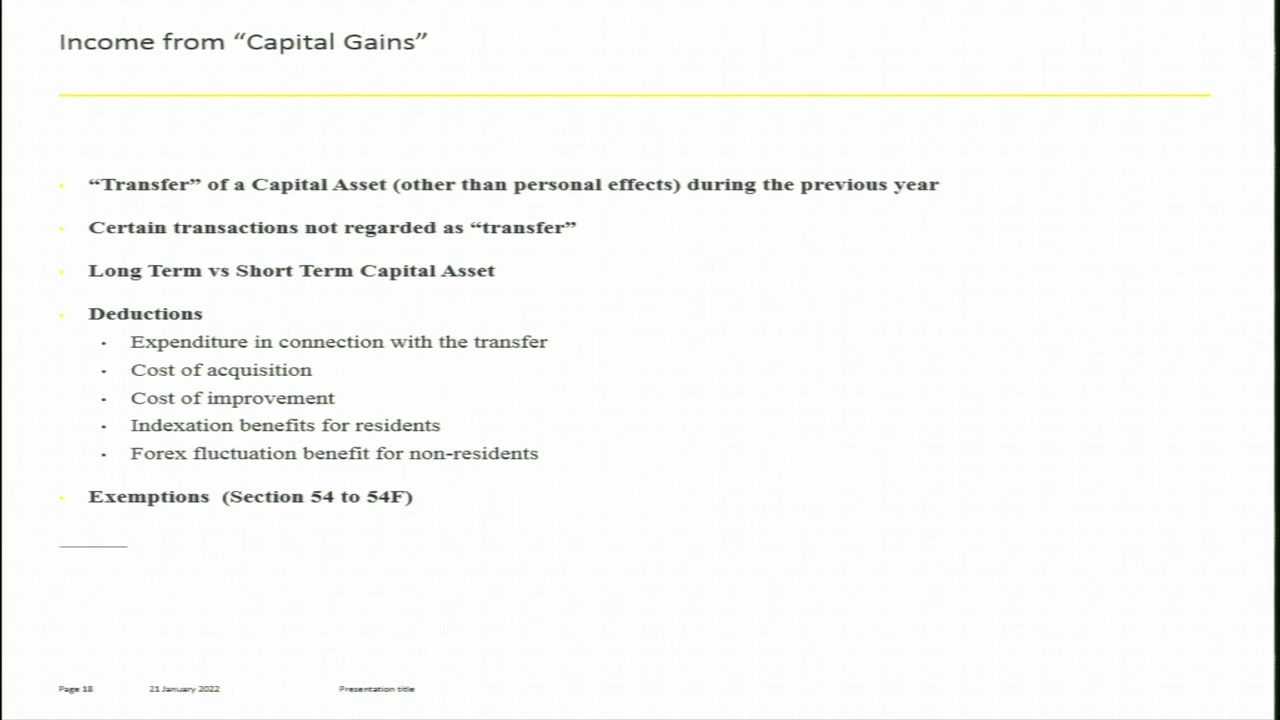 Income from “Capital Gains”
“Transfer” of a Capital Asset (other than personal effects) during the previous year
Certain transactions not regarded as “transfer”
Long Term vs Short Term Capital Asset
Deductions
Expenditure in connection with the transfer
Cost of acquisition
Cost of improvement
Indexation benefits for residents
Forex fluctuation benefit for non-residents
Exemptions (Section 54 to 54F)
Page 18 21 January 2022 Presentation title